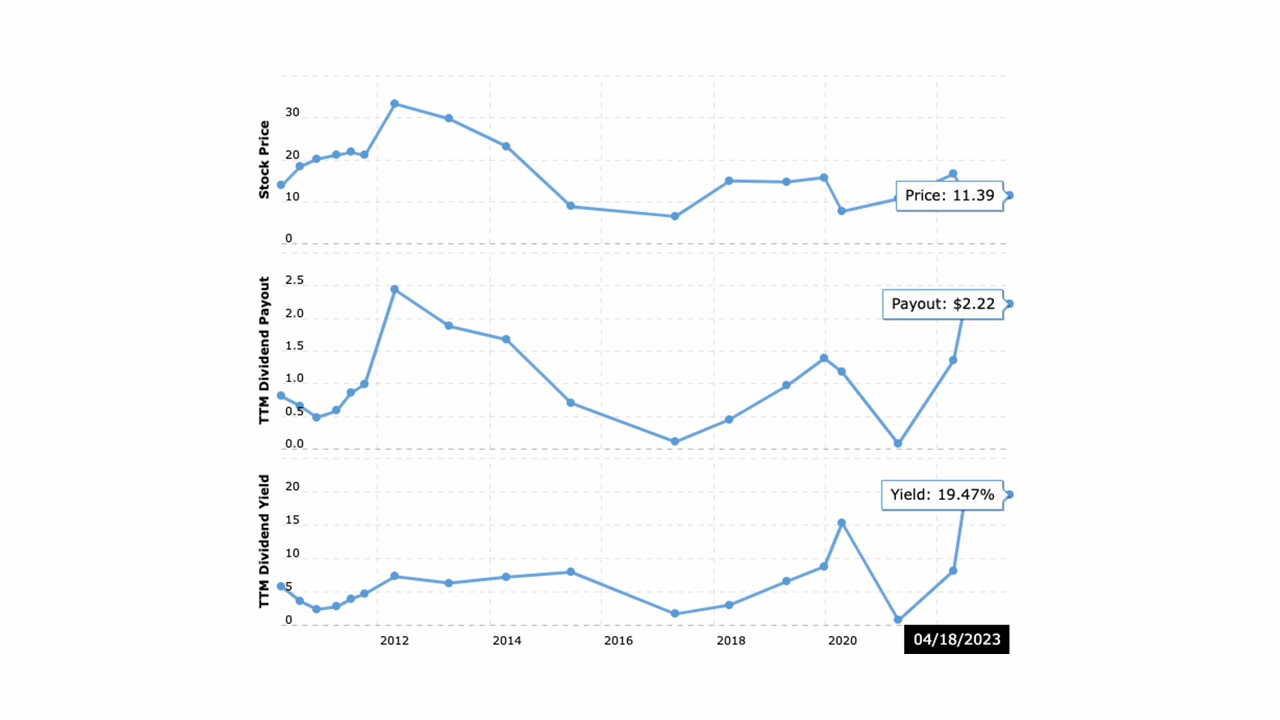 Stock Price
30
20
10
0
Price: 11.39
TTM Dividend Payout
2.5
2.0
1.5
1.0
0.5
0.0
Payout: $2.22
TTM Dividend Yield
20
15
10
5
0
Yield: 19.47%
2012 2014 2016 2018 2020 04/18/2023